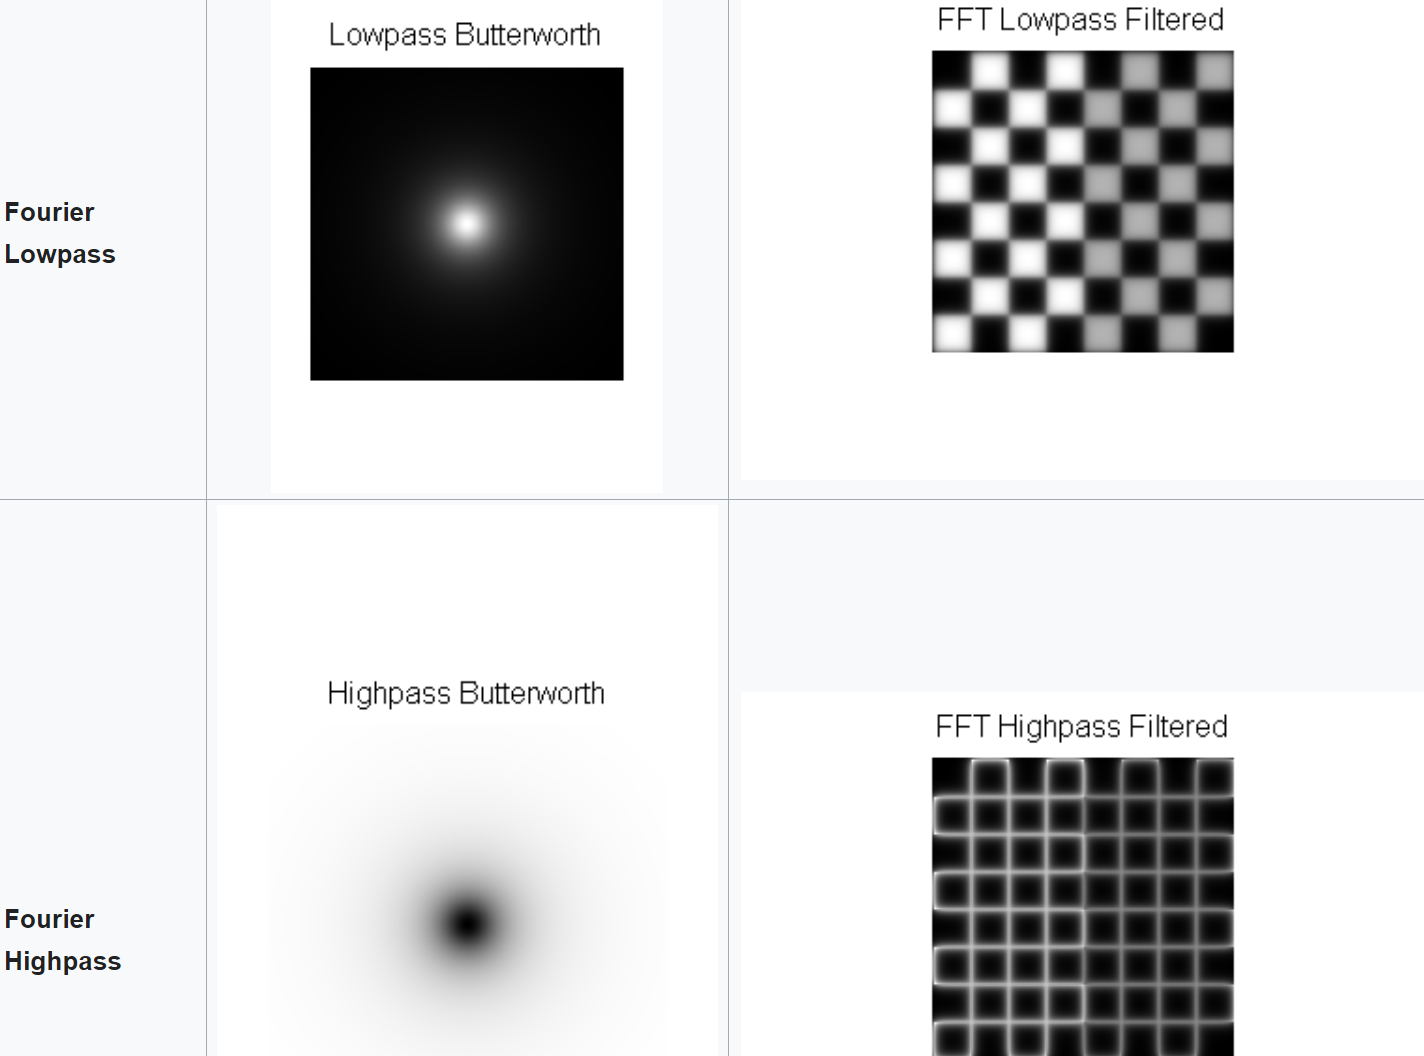 Lowpass Butterworth
FFT Lowpass Filtered
Fourier
Lowpass
Highpass Butterworth
FFT Highpass Filtered
Fourier
Highpass